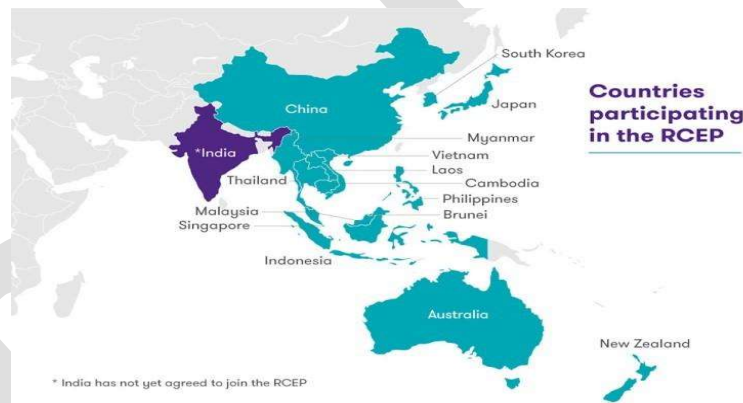 South Korea
Countries
participating
in the RCEP
China
Japan
Myanmar
*India
Vietnam
Laos
Thailand
Cambodia
Philippines
Malaysia
Brunei
Singapore
Indonesia
Australia
New Zealand
* India has not yet agreed to join the RCEP